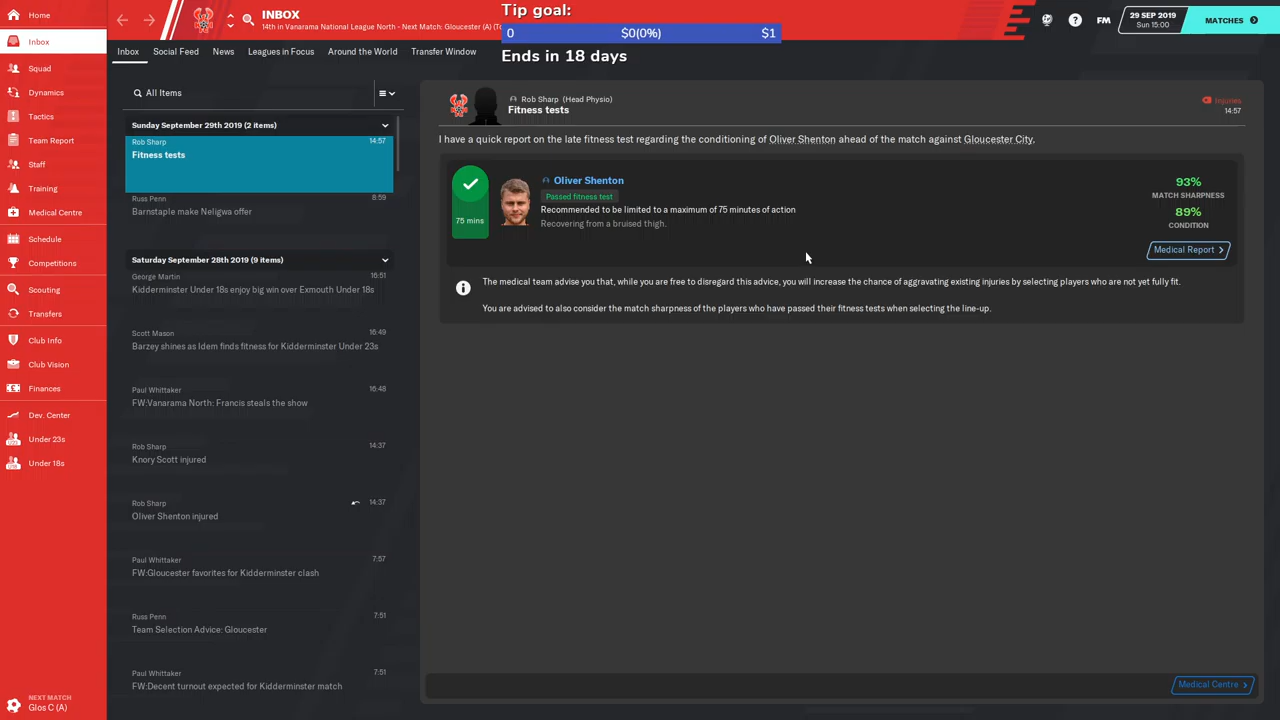 Home
Inbox
Squad
Dynamics
Tactics
Team Report
Staff
Training
Medical Centre
Schedule
Competitions
Scouting
Transfers
Club Info
Club Vision
Finances
Dev. Center
Under 23s
Under 18s
NEXT MATCH
Glos C (A)
INBOX
14th in Vanarama National League North - Next Match: Gloucester (A) (To
Tip goal:
0 $0(0%) $1
Ends in 18 days
FM
29 SEP 2019
Sun 15:00
MATCHES
Inbox Social Feed News Leagues in Focus Around the World Transfer Window
All Items
Sunday September 29th 2019 (2 items)
Rob Sharp 14:57
Fitness tests
Russ Penn 8:59
Barnstaple make Neligwa offer
Saturday September 28th 2019 (9 items)
George Martin 16:51
Kidderminster Under 18s enjoy big win over Exmouth Under 18s
Scott Mason 16:49
Barzey shines as Idem finds fitness for Kidderminster Under 23s
Paul Whittaker 16:48
FW:Vanarama North: Francis steals the show
Rob Sharp 14:37
Knory Scott injured
Rob Sharp 14:37
Oliver Shenton injured
Paul Whittaker 7:57
FW:Gloucester favorites for Kidderminster clash
Russ Penn 7:51
Team Selection Advice: Gloucester
Paul Whittaker 7:51
FW:Decent turnout expected for Kidderminster match
Rob Sharp (Head Physio)
Fitness tests
Injuries
14:57
I have a quick report on the late fitness test regarding the conditioning of Oliver Shenton ahead of the match against Gloucester City.
75 mins
Oliver Shenton
Passed fitness test
Recommended to be limited to a maximum of 75 minutes of action
Recovering from a bruised thigh.
93%
MATCH SHARPNESS
89%
CONDITION
Medical Report
The medical team advise you that, while you are free to disregard this advice, you will increase the chance of aggravating existing injuries by selecting players who are not yet fully fit.
You are advised to also consider the match sharpness of the players who have passed their fitness tests when selecting the line-up.
Medical Centre